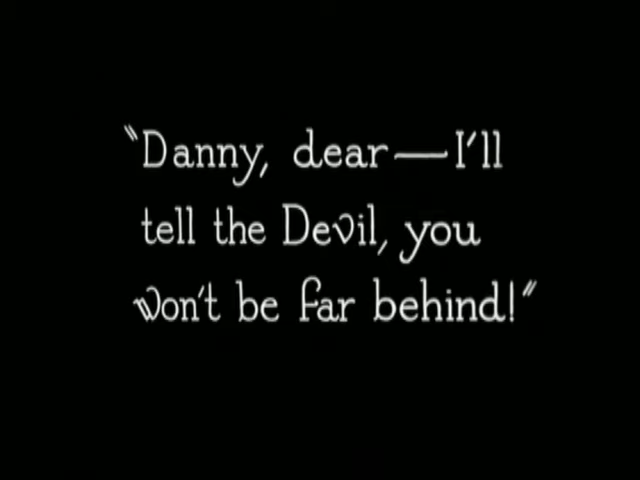 "Danny, dear—I'll
tell the Devil, you
won't be far behind!"